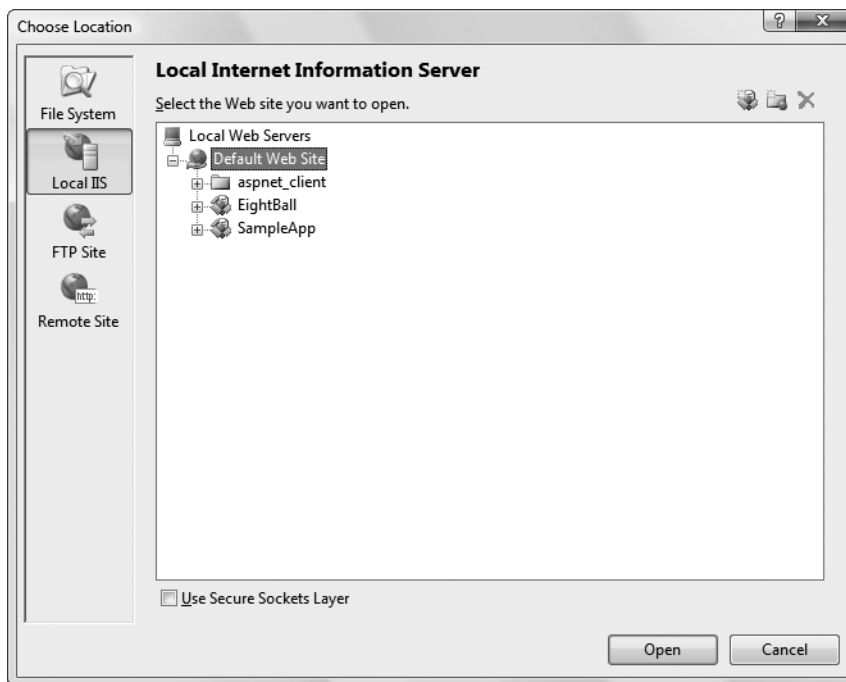 Choose Location
File System
Local IIS
FTP Site
http:
Remote Site
Local Internet Information Server
Select the Web site you want to open.
Local Web Servers
Default Web Site
aspnet_client
EightBall
SampleApp
Use Secure Sockets Layer
Open
Cancel